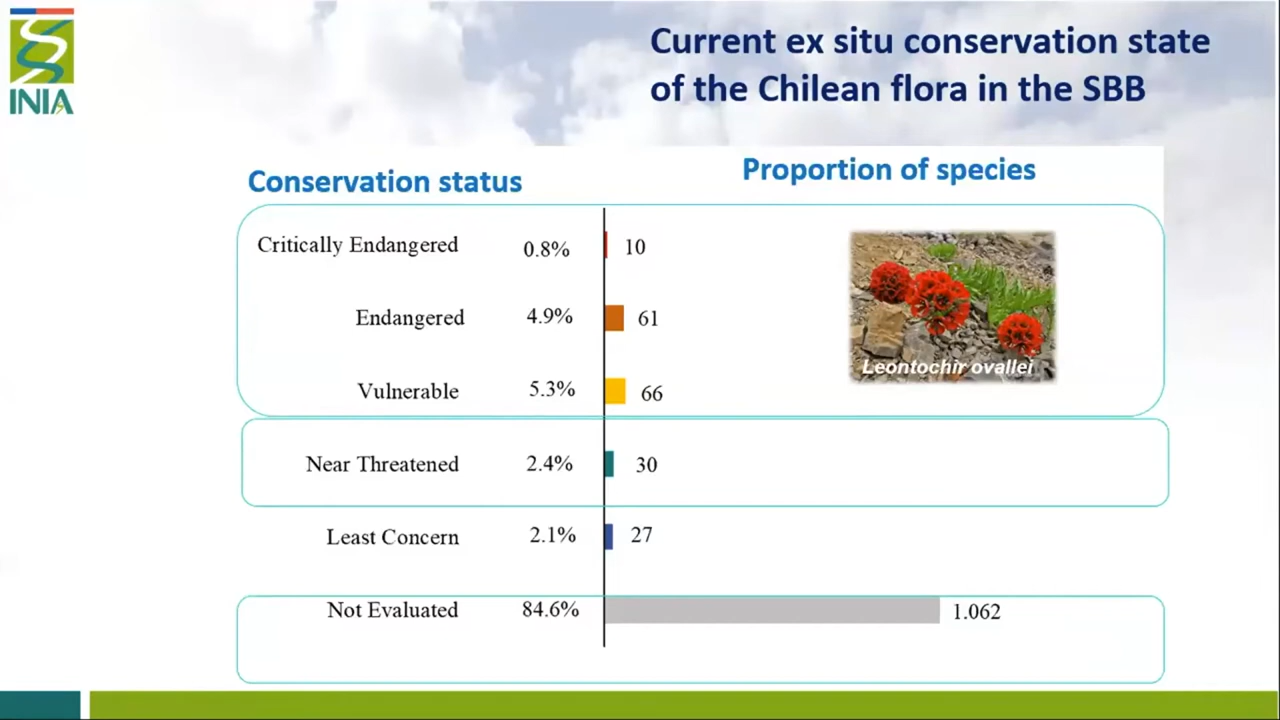 INIA
Current ex situ conservation state
of the Chilean flora in the SBB
Conservation status
Proportion of species
Critically Endangered 0.8% 10
Endangered 4.9% 61
Vulnerable 5.3% 66
Leontochir ovallei
Near Threatened 2.4% 30
Least Concern 2.1% 27
Not Evaluated 84.6% 1.062